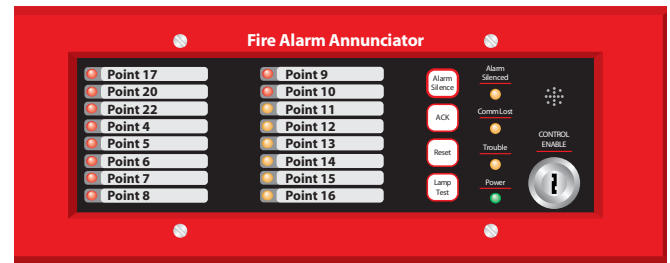 Fire Alarm Annunciator
Point 17
Point 20
Point 22
Point 4
Point 5
Point 6
Point 7
Point 8
Point 9
Point 10
Point 11
Point 12
Point 13
Point 14
Point 15
Point 16
Alarm
Silence
ACK
Reset
Lamp
Test
Alarm
Silenced
Comm Lost
Trouble
Power
CONTROL
ENABLE